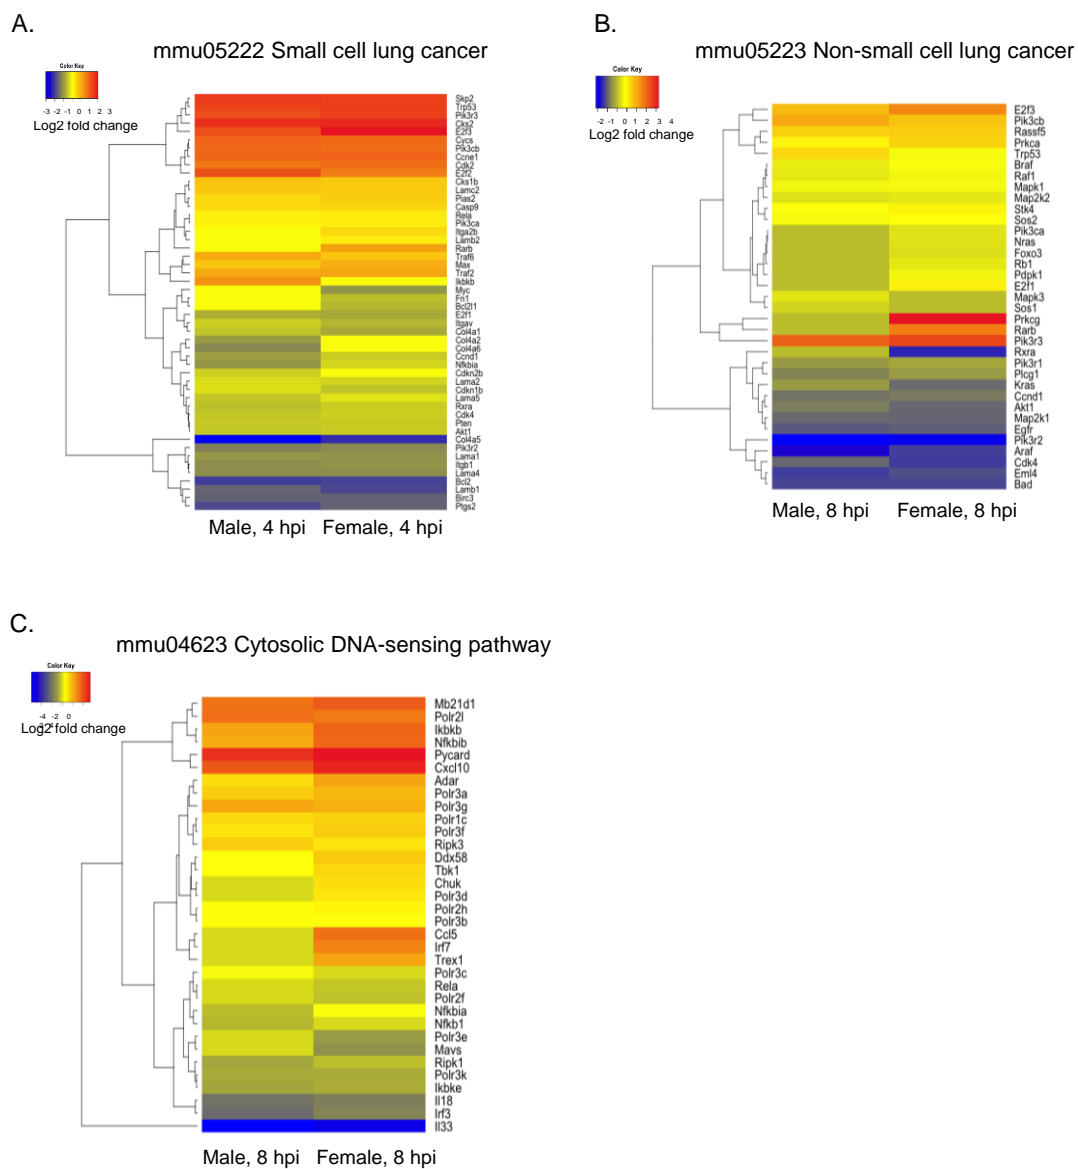 A.
mmu05222 Small cell lung cancer
Color Key
-3 -2 -1 0 1 2 3
Log2 fold change
Skp2
Trp53
Pik3r3
Cks2
E2f3
Cycs
Pik3cb
Ccne1
Cdk2
E2f2
Cks1b
Lamc2
Pias2
Casp9
Rela
Pik3ca
Itga2b
Lamb2
Rarb
Traf6
Max
Traf2
Ikbkb
Myc
Fn1
Bcl2l1
E2f1
Itgav
Col4a1
Col4a2
Col4a6
Ccnd1
Nfkbia
Cdkn2b
Lama2
Cdkn1b
Lama5
Rxra
Cdk4
Pten
Akt1
Col4a5
Pik3r2
Lama1
Itgb1
Lama4
Bcl2
Lamb1
Birc3
Ptgs2
Male, 4 hpi Female, 4 hpi
B.
mmu05223 Non-small cell lung cancer
Color Key
-2 -1 0 1 2 3 4
Log2 fold change
E2f3
Pik3cb
Rassf5
Prkca
Trp53
Braf
Raf1
Mapk1
Map2k2
Stk4
Sos2
Pik3ca
Nras
Foxo3
Rb1
Pdpk1
E2f1
Mapk3
Sos1
Prkcg
Rarb
Pik3r3
Rxra
Pik3r1
Plcg1
Kras
Ccnd1
Akt1
Map2k1
Egfr
Pik3r2
Araf
Cdk4
Eml4
Bad
Male, 8 hpi Female, 8 hpi
C.
mmu04623 Cytosolic DNA-sensing pathway
Color Key
-4 -2 0
Log2 fold change
Mb21d1
Polr2l
Ikbkb
Nfkbib
Pycard
Cxcl10
Adar
Polr3a
Polr3g
Polr1c
Polr3f
Ripk3
Ddx58
Tbk1
Chuk
Polr3d
Polr2h
Polr3b
Ccl5
Irf7
Trex1
Polr3c
Rela
Polr2f
Nfkbia
Nfkb1
Polr3e
Mavs
Ripk1
Polr3k
Ikbke
Il18
Irf3
Il33
Male, 8 hpi Female, 8 hpi